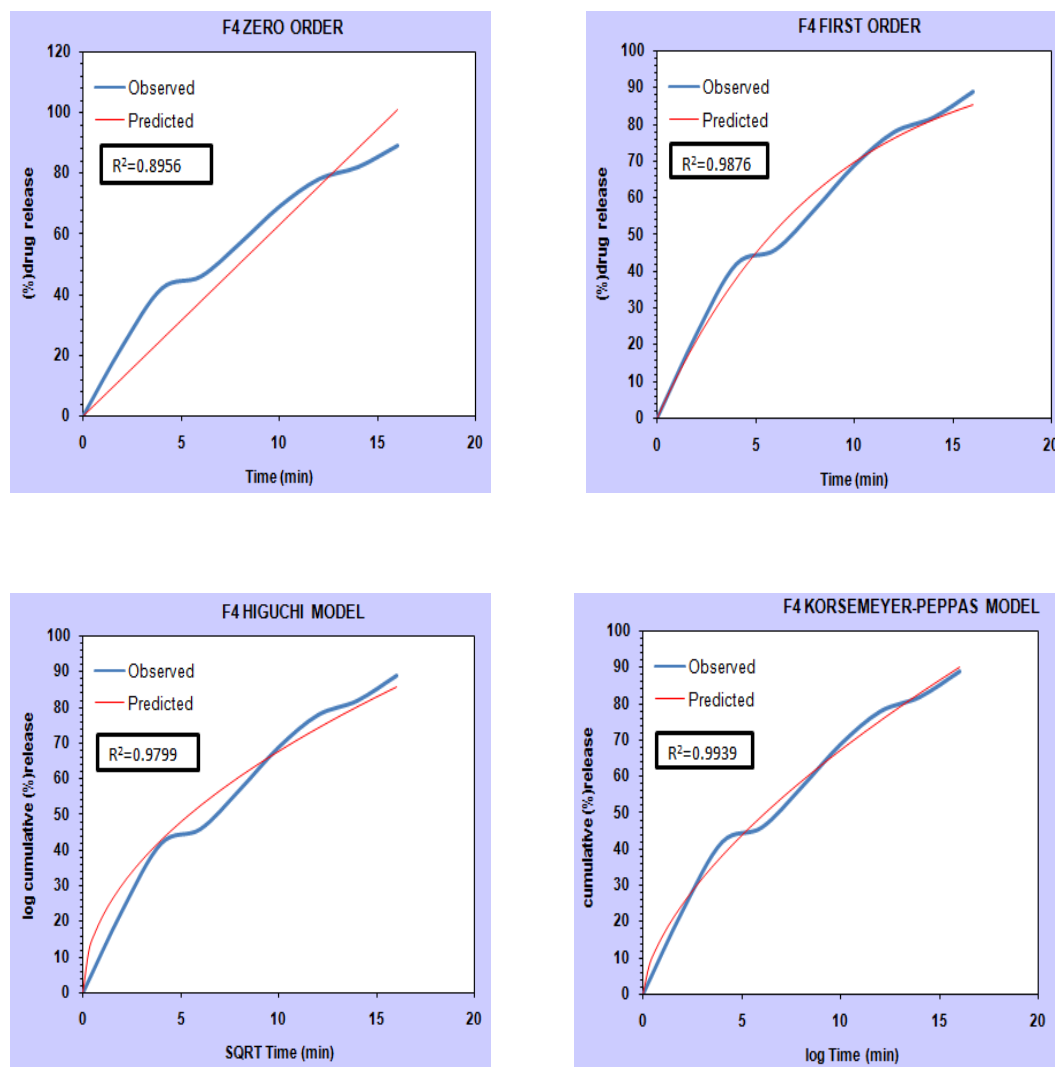 F4 ZERO ORDER
120
100
80
60
40
20
0
(%)drug release
Observed
Predicted
R²=0.8956
0 5 10 15 20
Time (min)
F4 FIRST ORDER
100
90
80
70
60
50
40
30
20
10
0
(%)drug release
Observed
Predicted
R²=0.9876
0 5 10 15 20
Time (min)
F4 HIGUCHI MODEL
100
90
80
70
60
50
40
30
20
10
0
log cumulative (%)release
Observed
Predicted
R²=0.9799
0 5 10 15 20
SQRT Time (min)
F4 KORSEMEYER-PEPPAS MODEL
100
90
80
70
60
50
40
30
20
10
0
cumulative (%)release
Observed
Predicted
R²=0.9939
0 5 10 15 20
log Time (min)